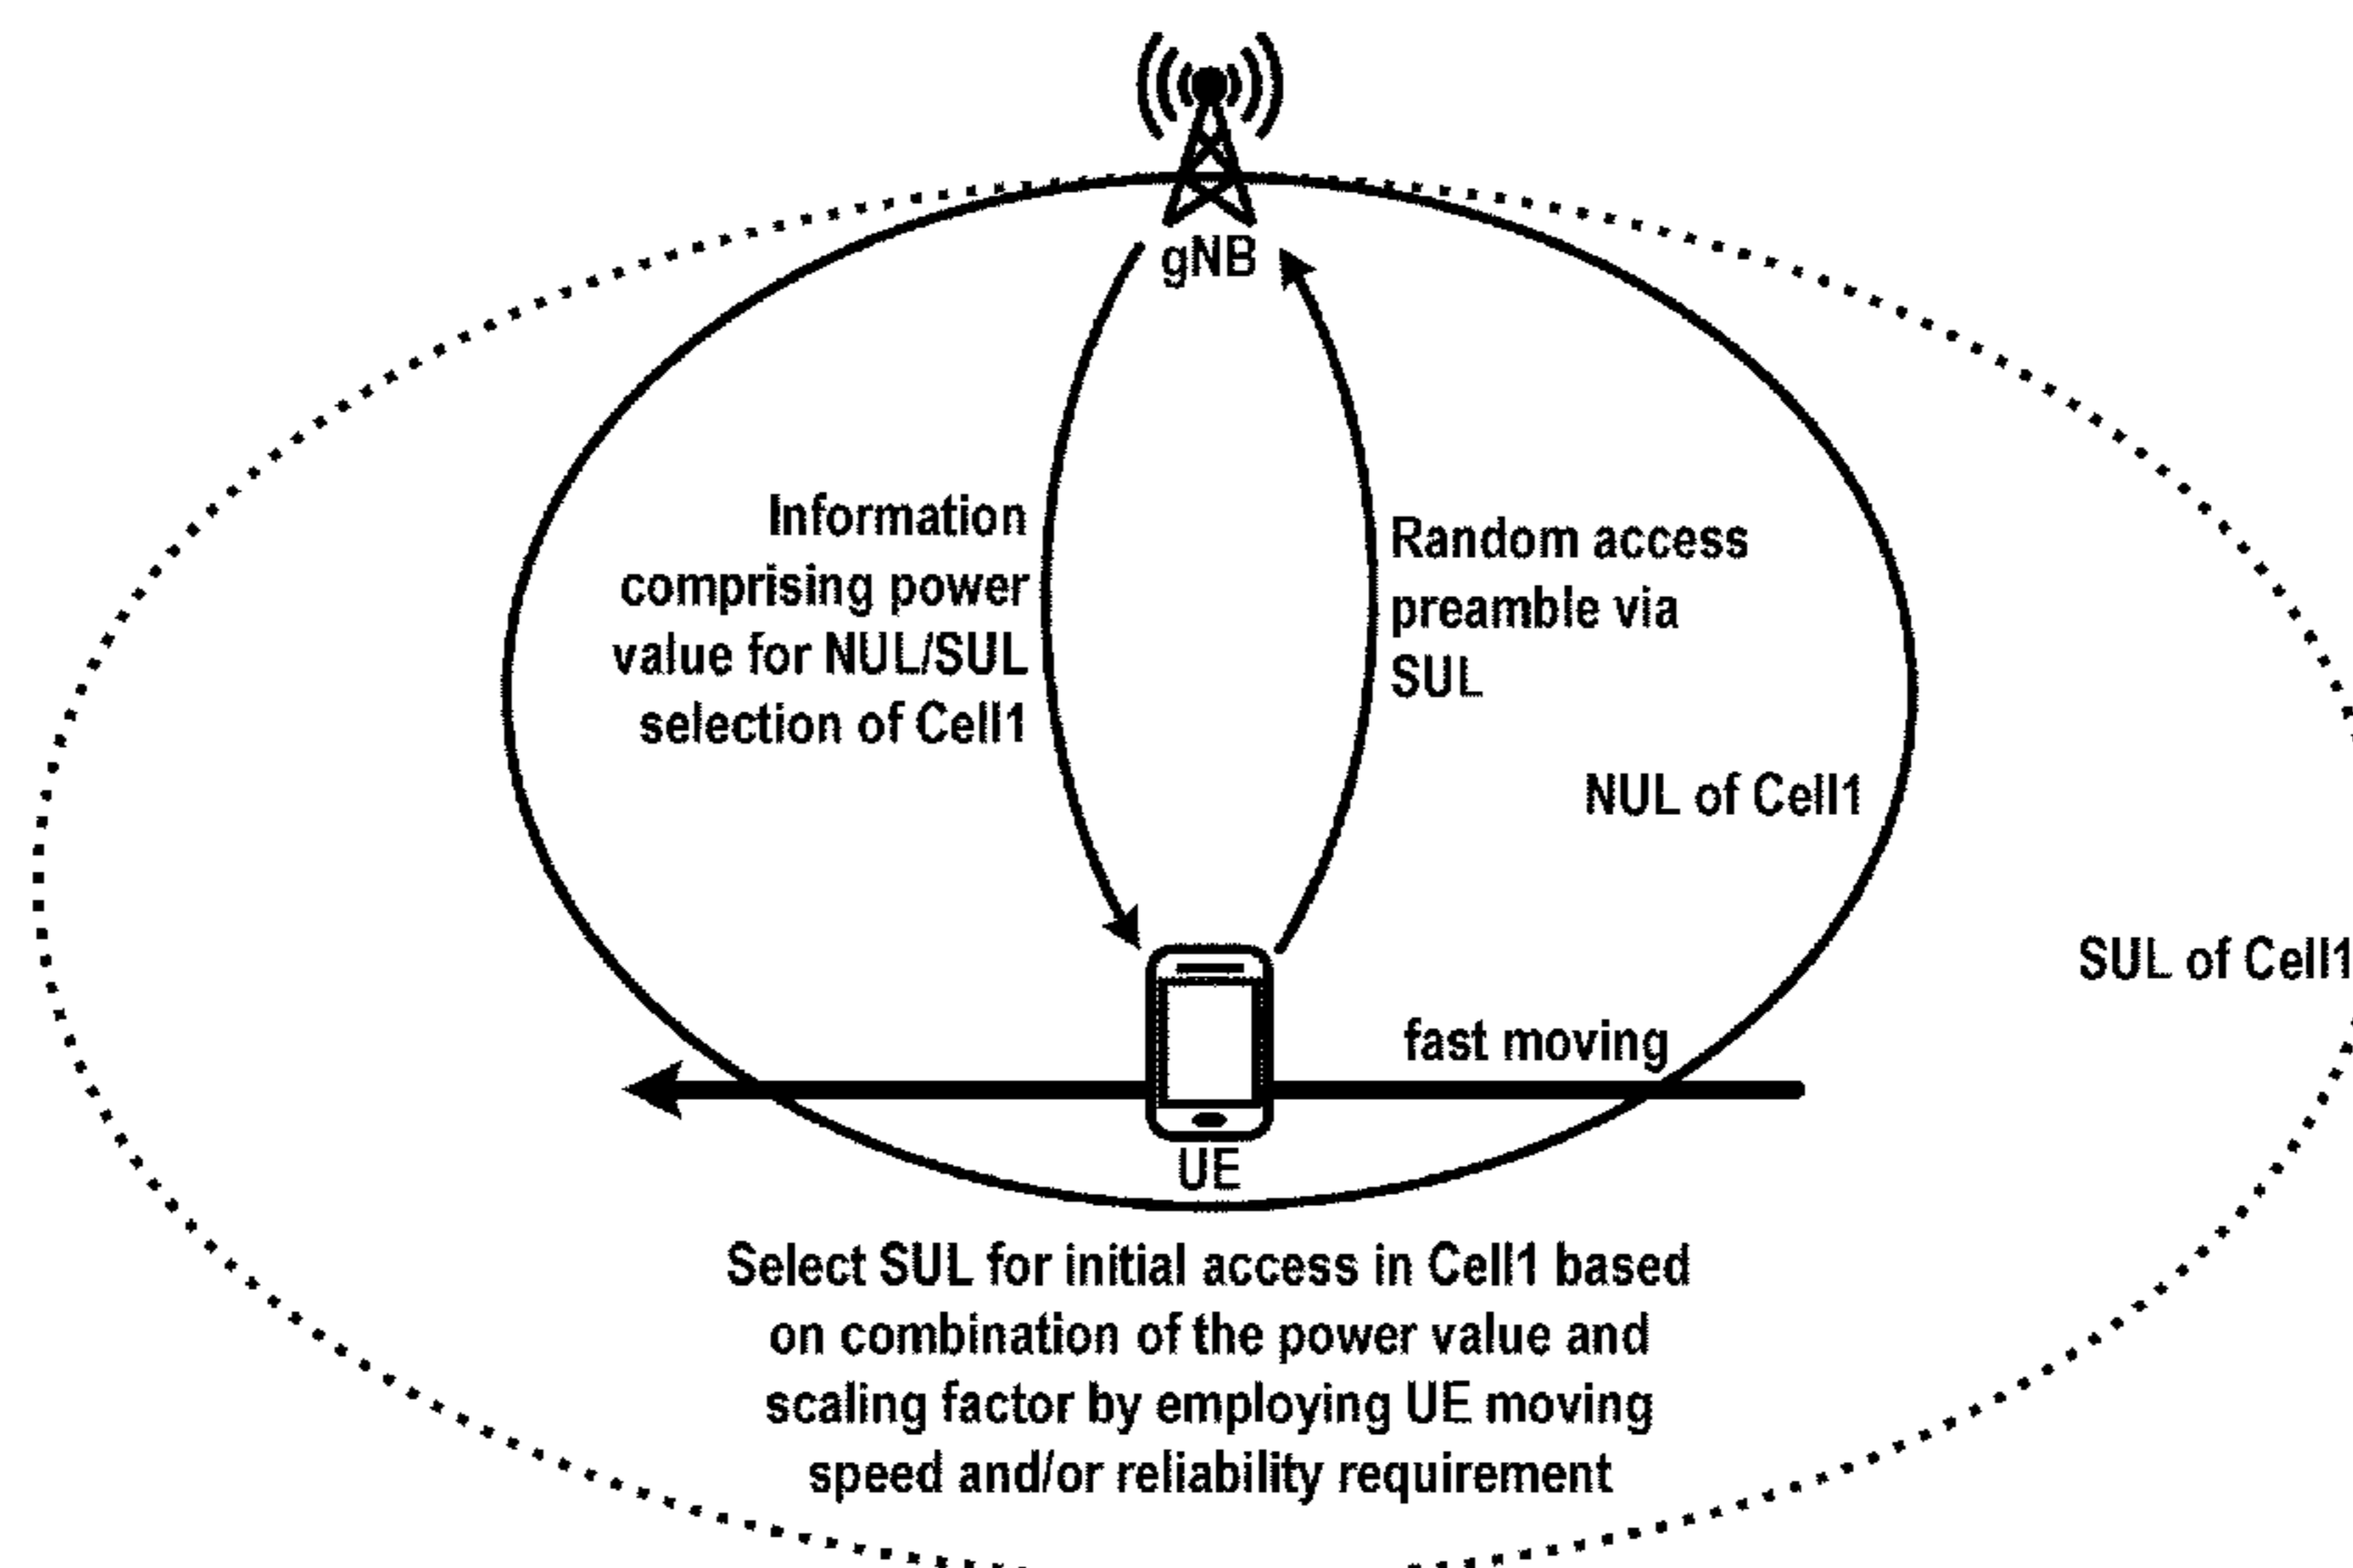 gNB
Information
comprising power
value for NUL/SUL
selection of Cell1
Random access
preamble via
SUL
NUL of Cell1
SUL of Cell1
fast moving
UE
Select SUL for initial access in Cell1 based
on combination of the power value and
scaling factor by employing UE moving
speed and/or reliability requirement